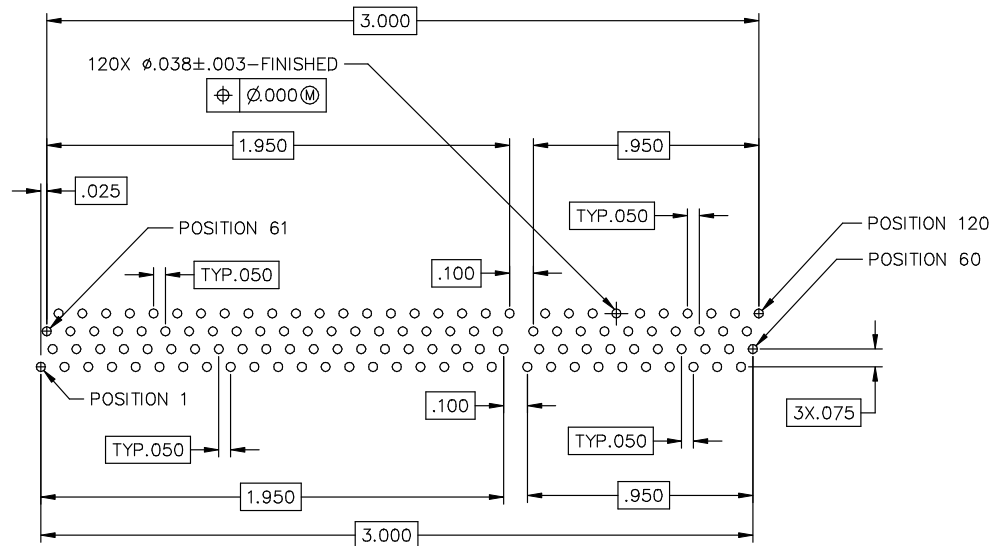 3.000
120X Ø.038±.003-FINISHED
⌖ Ø.000Ⓜ
1.950
.950
.025
TYP.050
POSITION 120
POSITION 61
POSITION 60
TYP.050
.100
POSITION 1
.100
3X.075
TYP.050
TYP.050
1.950
.950
3.000